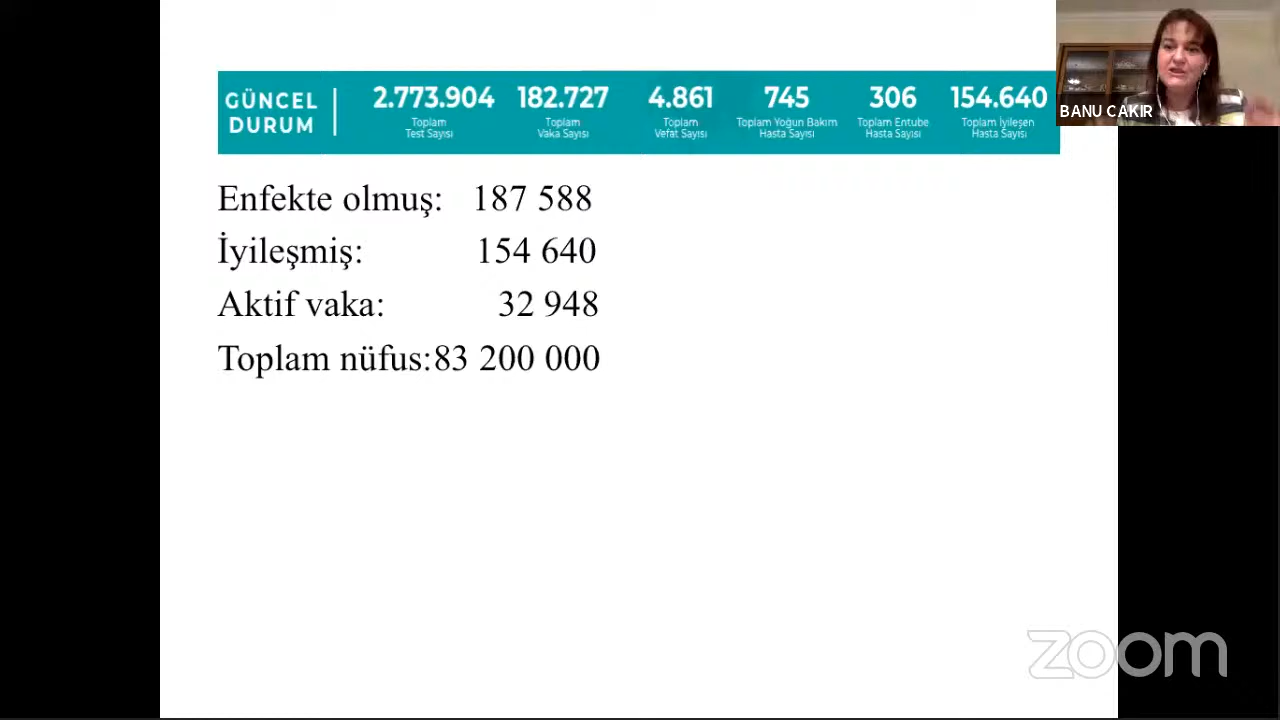 GÜNCEL DURUM
2.773.904 182.727 4.861 745 306 154.640
Toplam Test Sayısı
Toplam Vaka Sayısı
Toplam Vefat Sayısı
Toplam Yoğun Bakım Hasta Sayısı
Toplam Entube Hasta Sayısı
Toplam İyileşen Hasta Sayısı
BANU CAKIR
Enfekte olmuş: 187 588
İyileşmiş: 154 640
Aktif vaka: 32 948
Toplam nüfus:83 200 000
zoom